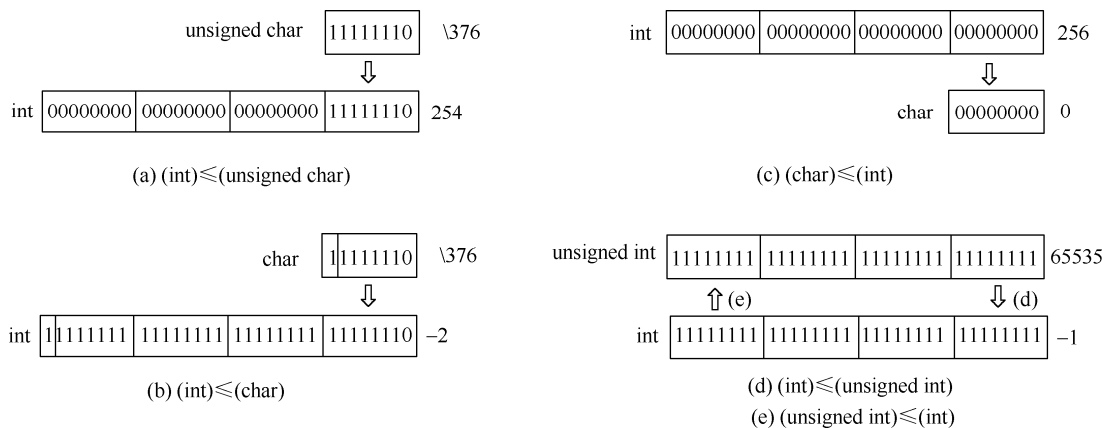 unsigned char 11111110 \376
int 00000000 00000000 00000000 11111110 254
(a) (int)≤(unsigned char)
int 00000000 00000000 00000000 00000000 256
char 00000000 0
(c) (char)≤(int)
char 11111110 \376
int 11111111 11111111 11111111 11111110 –2
(b) (int)≤(char)
unsigned int 11111111 11111111 11111111 11111111 65535
(e) (d)
int 11111111 11111111 11111111 11111111 –1
(d) (int)≤(unsigned int)
(e) (unsigned int)≤(int)